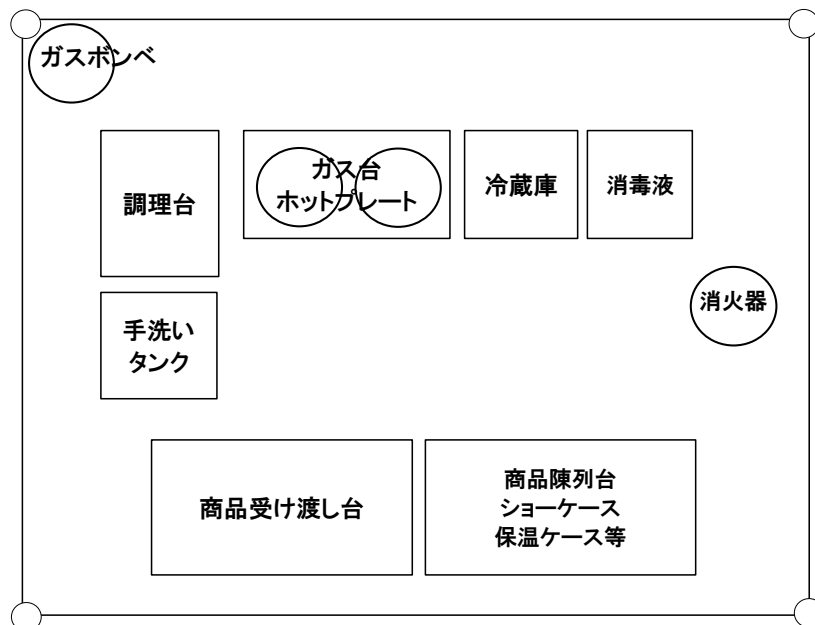 ガスボンベ
調理台
ガス台
ホットプレート
冷蔵庫
消毒液
消火器
手洗い
タンク
商品受け渡し台
商品陳列台
ショーケース
保温ケース等